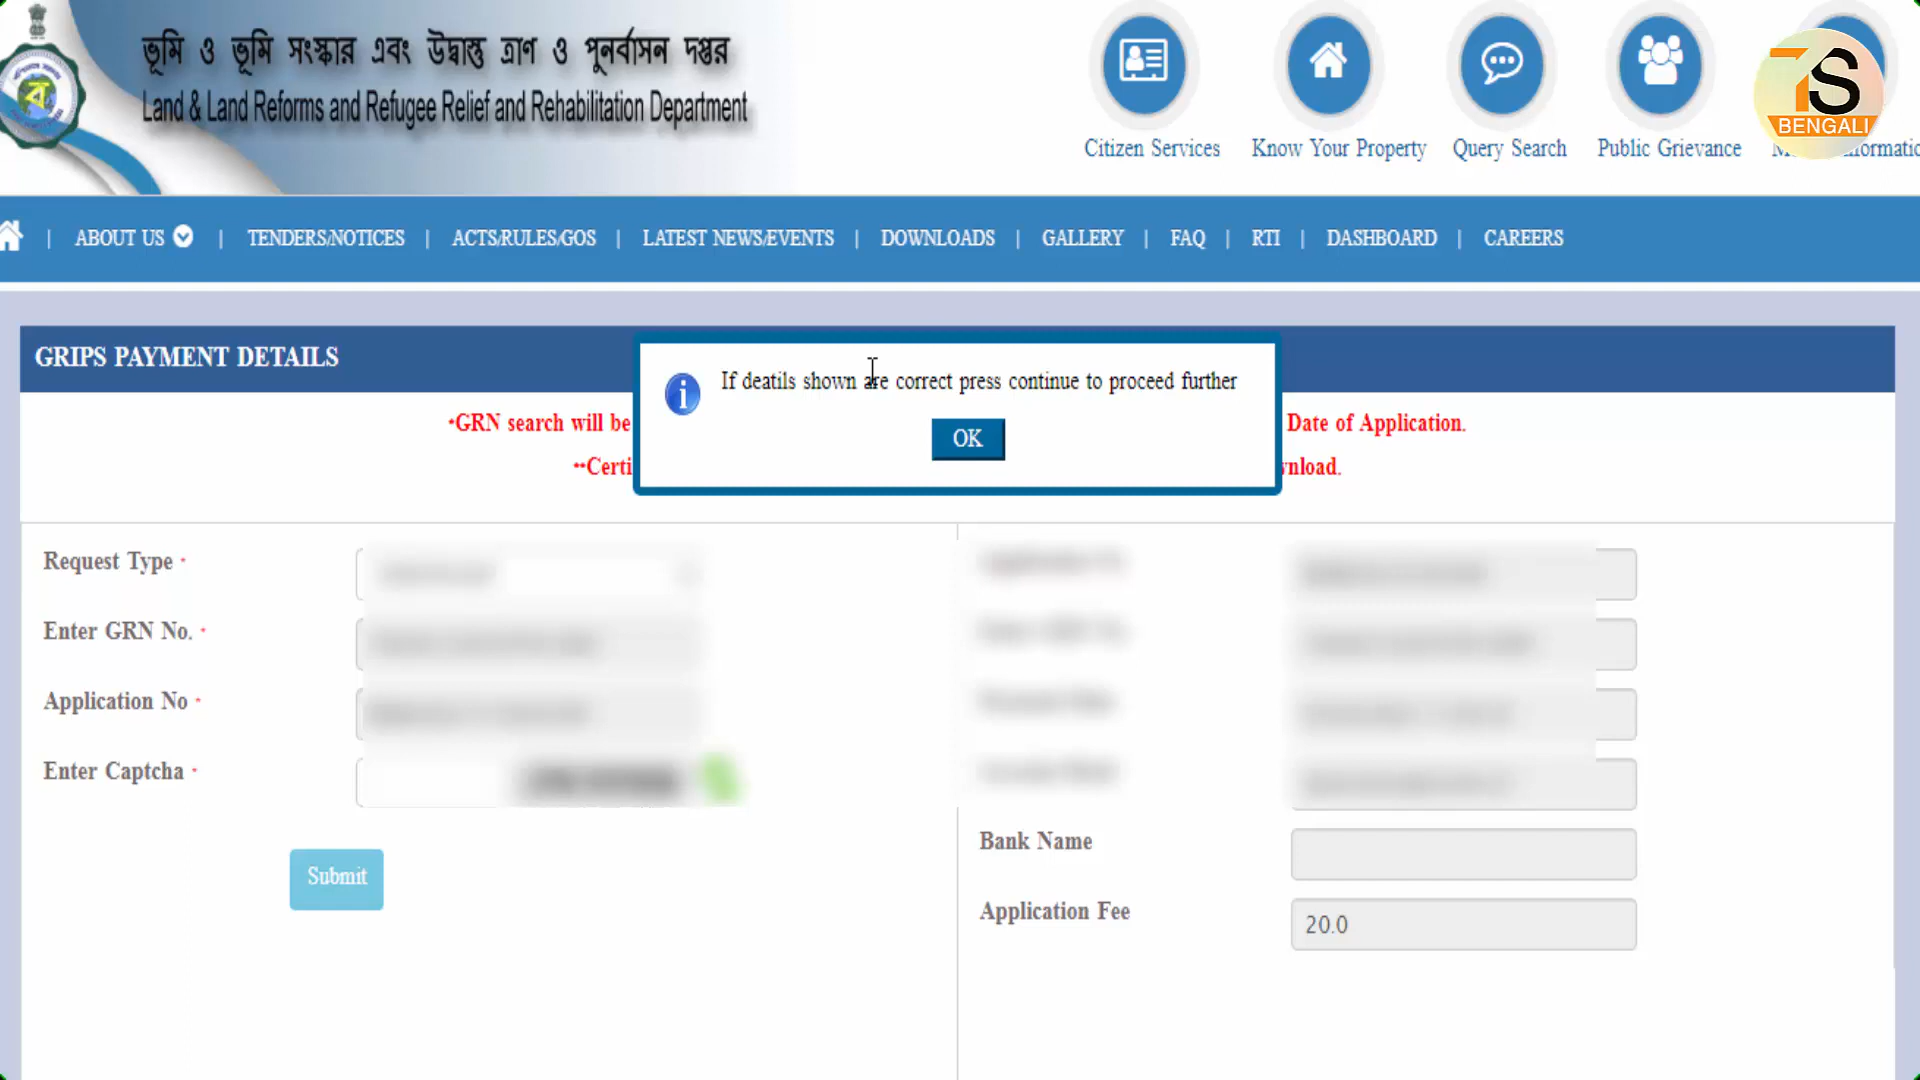 ভূমি ও ভূমি সংস্কার এবং উদ্বাস্তু ত্রাণ ও পুনর্বাসন দপ্তর
Land & Land Reforms and Refugee Relief and Rehabilitation Department
Citizen Services Know Your Property Query Search Public Grievance
7S BENGALI
ABOUT US | TENDERS/NOTICES | ACTS/RULES/GOS | LATEST NEWS/EVENTS | DOWNLOADS | GALLERY | FAQ | RTI | DASHBOARD | CAREERS
GRIPS PAYMENT DETAILS
If deatils shown are correct press continue to proceed further
OK
*GRN search will be Date of Application.
**Certi nload.
Request Type *
Enter GRN No. *
Application No *
Enter Captcha *
Submit
Bank Name
Application Fee 20.0